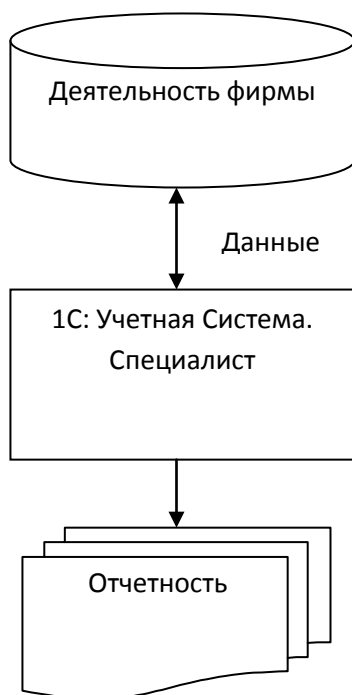 Деятельность фирмы
Данные
1С: Учетная Система.
Специалист
Отчетность